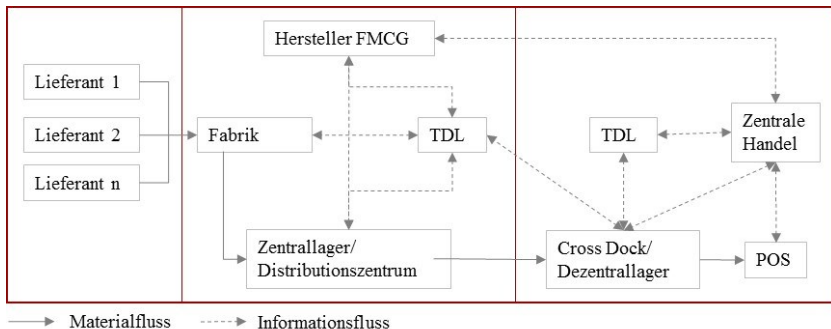 Hersteller FMCG
Lieferant 1
Lieferant 2
Lieferant n
Fabrik
TDL
TDL
Zentrale
Handel
Zentrallager/
Distributionszentrum
Cross Dock/
Dezentrallager
POS
Materialfluss
Informationsfluss